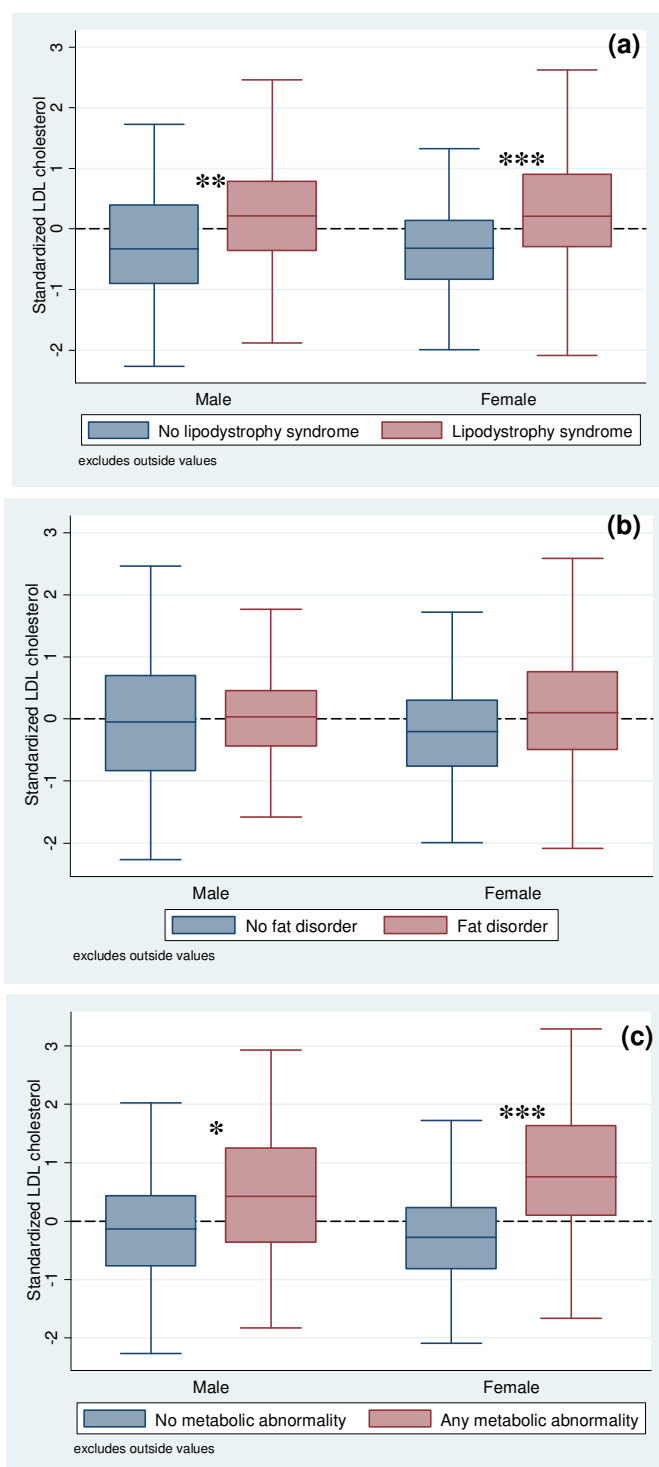 (a)
Standardized LDL cholesterol
3
2
1
0
-1
-2
**
***
Male Female
No lipodystrophy syndrome Lipodystrophy syndrome
excludes outside values
(b)
Standardized LDL cholesterol
3
2
1
0
-1
-2
Male Female
No fat disorder Fat disorder
excludes outside values
(c)
Standardized LDL cholesterol
3
2
1
0
-1
-2
*
***
Male Female
No metabolic abnormality Any metabolic abnormality
excludes outside values